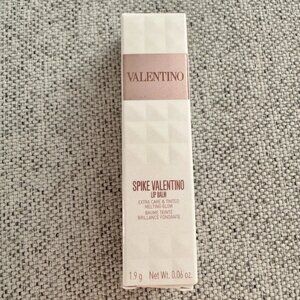 VALENTINO
SPIKE VALENTINO
LIP BALM
EXTRA CARE & TINTED
MELTING GLOW
BAUME TEINTÉ
BRILLANCE FONDANTE
1.9 g Net Wt. 0.06 oz.